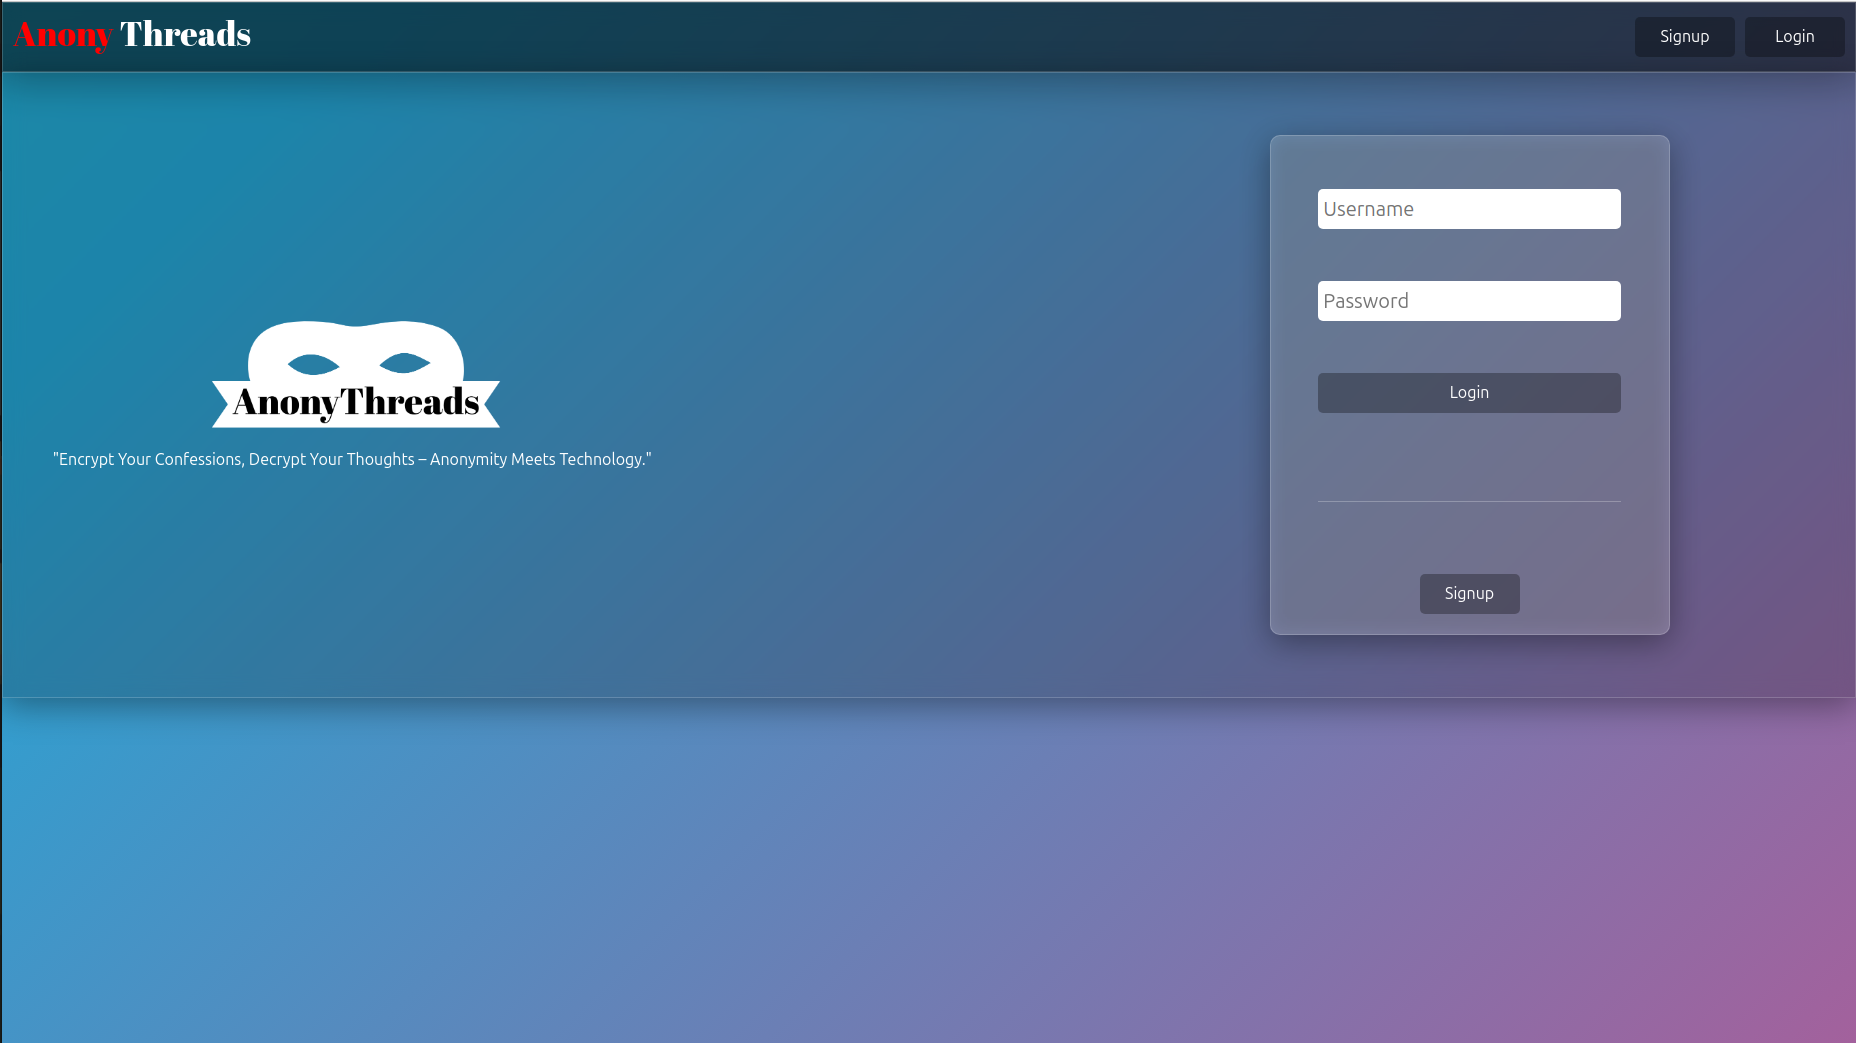 Anony Threads
Signup
Login
Username
Password
Login
AnonyThreads
"Encrypt Your Confessions, Decrypt Your Thoughts – Anonymity Meets Technology."
Signup